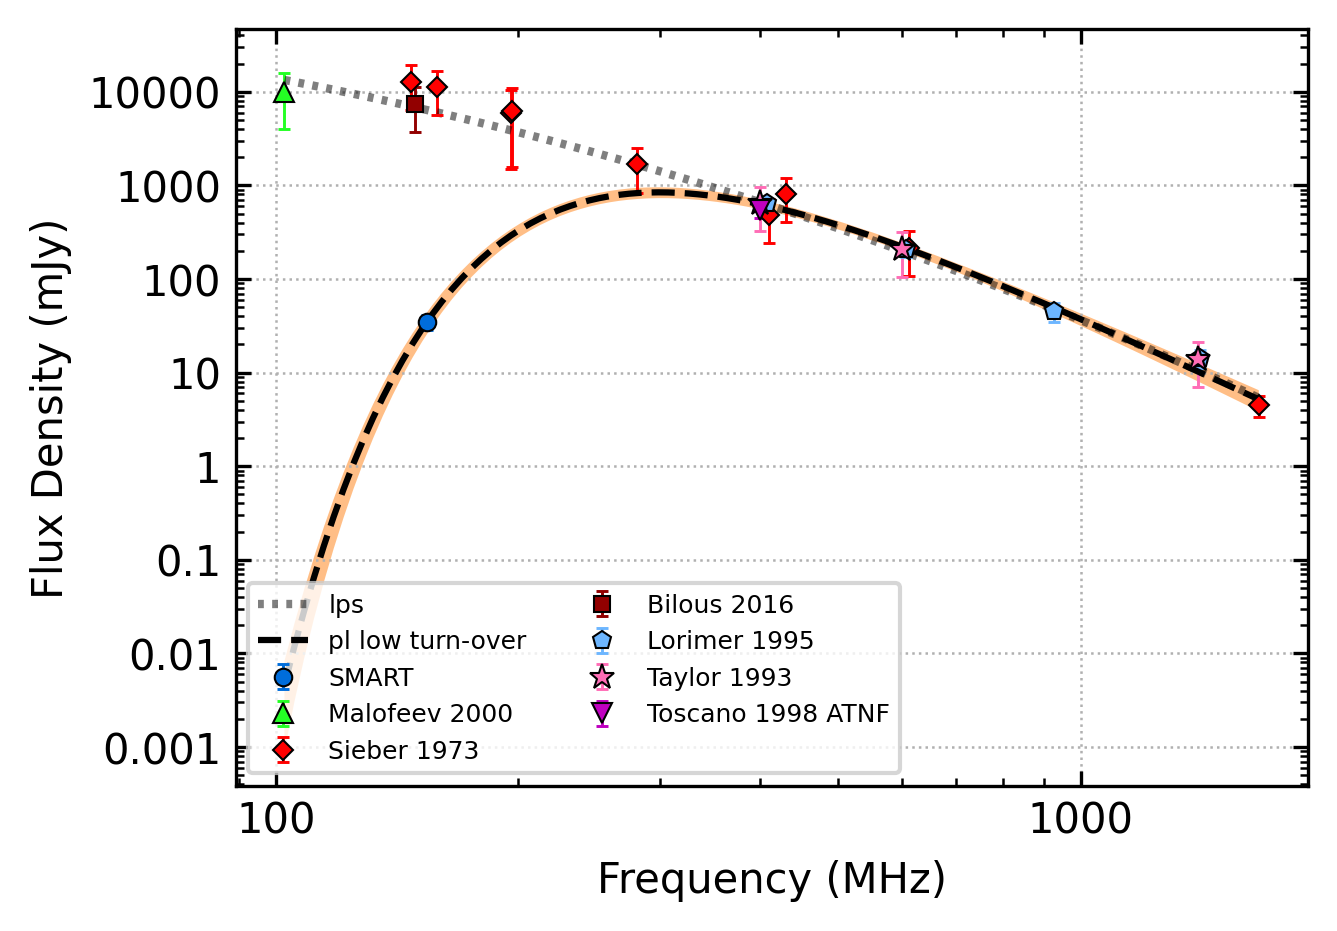 10000
1000
100
10
1
0.1
0.01
0.001
Flux Density (mJy)
lps
pl low turn-over
SMART
Malofeev 2000
Sieber 1973
Bilous 2016
Lorimer 1995
Taylor 1993
Toscano 1998 ATNF
100
1000
Frequency (MHz)